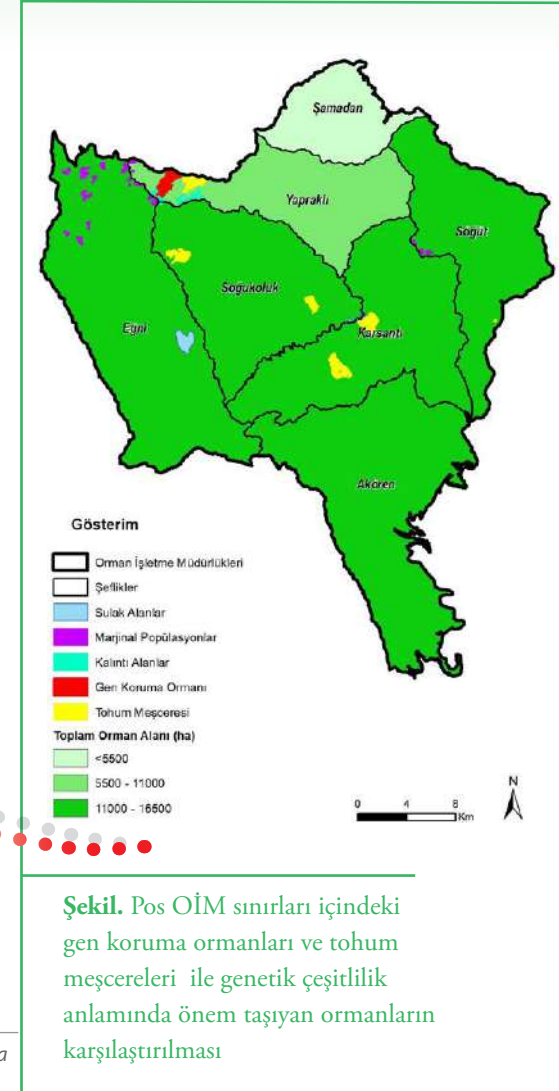 Şamadan
Yapraklı
Söğüt
Soğukoluk
Eğni
Karsantı
Akören
Gösterim
Orman İşletme Müdürlükleri
Şeflikler
Sulak Alanlar
Marjinal Popülasyonlar
Kalıntı Alanlar
Gen Koruma Ormanı
Tohum Meşceresi
Toplam Orman Alanı (ha)
<5500
5500 - 11000
11000 - 16500
N
0 4 8
Km
Şekil. Pos OİM sınırları içindeki
gen koruma ormanları ve tohum
meşcereleri ile genetik çeşitlilik
anlamında önem taşıyan ormanların
karşılaştırılması
a